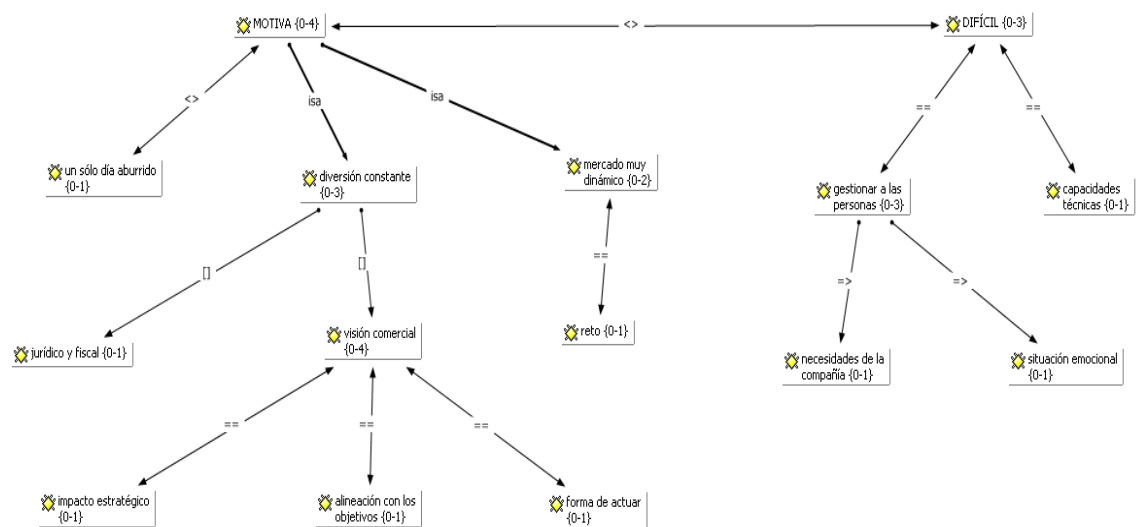 MOTIVA {0-4}
<>
DIFÍCIL {0-3}
<>
isa
isa
==
==
un sólo día aburrido
{0-1}
diversión constante
{0-3}
mercado muy
dinámico {0-2}
gestionar a las
personas {0-3}
capacidades
técnicas {0-1}
[]
[]
==
=>
=>
jurídico y fiscal {0-1}
visión comercial
{0-4}
reto {0-1}
necesidades de la
compañía {0-1}
situación emocional
{0-1}
==
==
==
impacto estratégico
{0-1}
alineación con los
objetivos {0-1}
forma de actuar
{0-1}